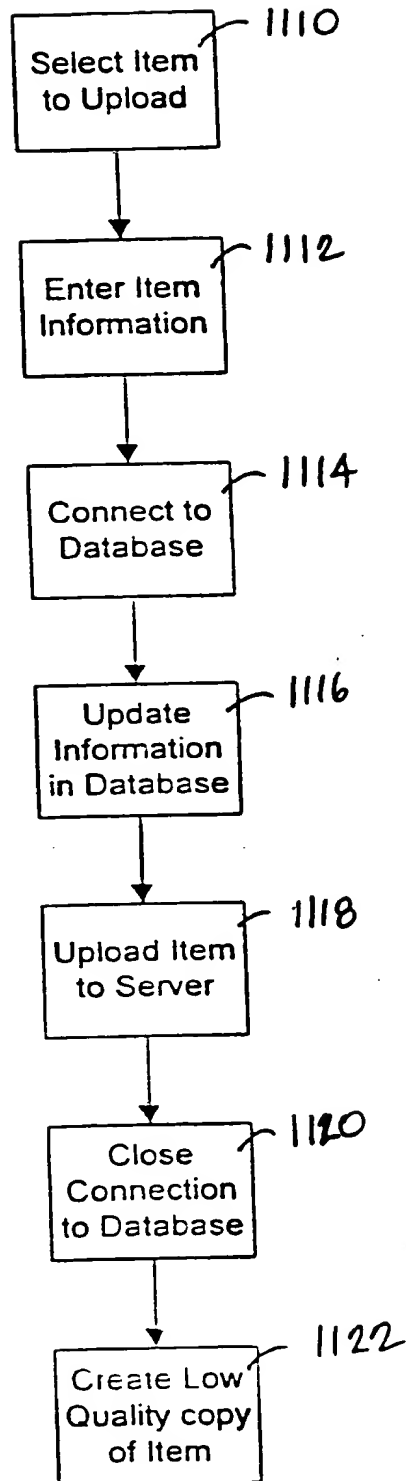 1110
Select Item
to Upload
1112
Enter Item
Information
1114
Connect to
Database
1116
Update
Information
in Database
1118
Upload Item
to Server
1120
Close
Connection
to Database
1122
Create Low
Quality copy
of Item